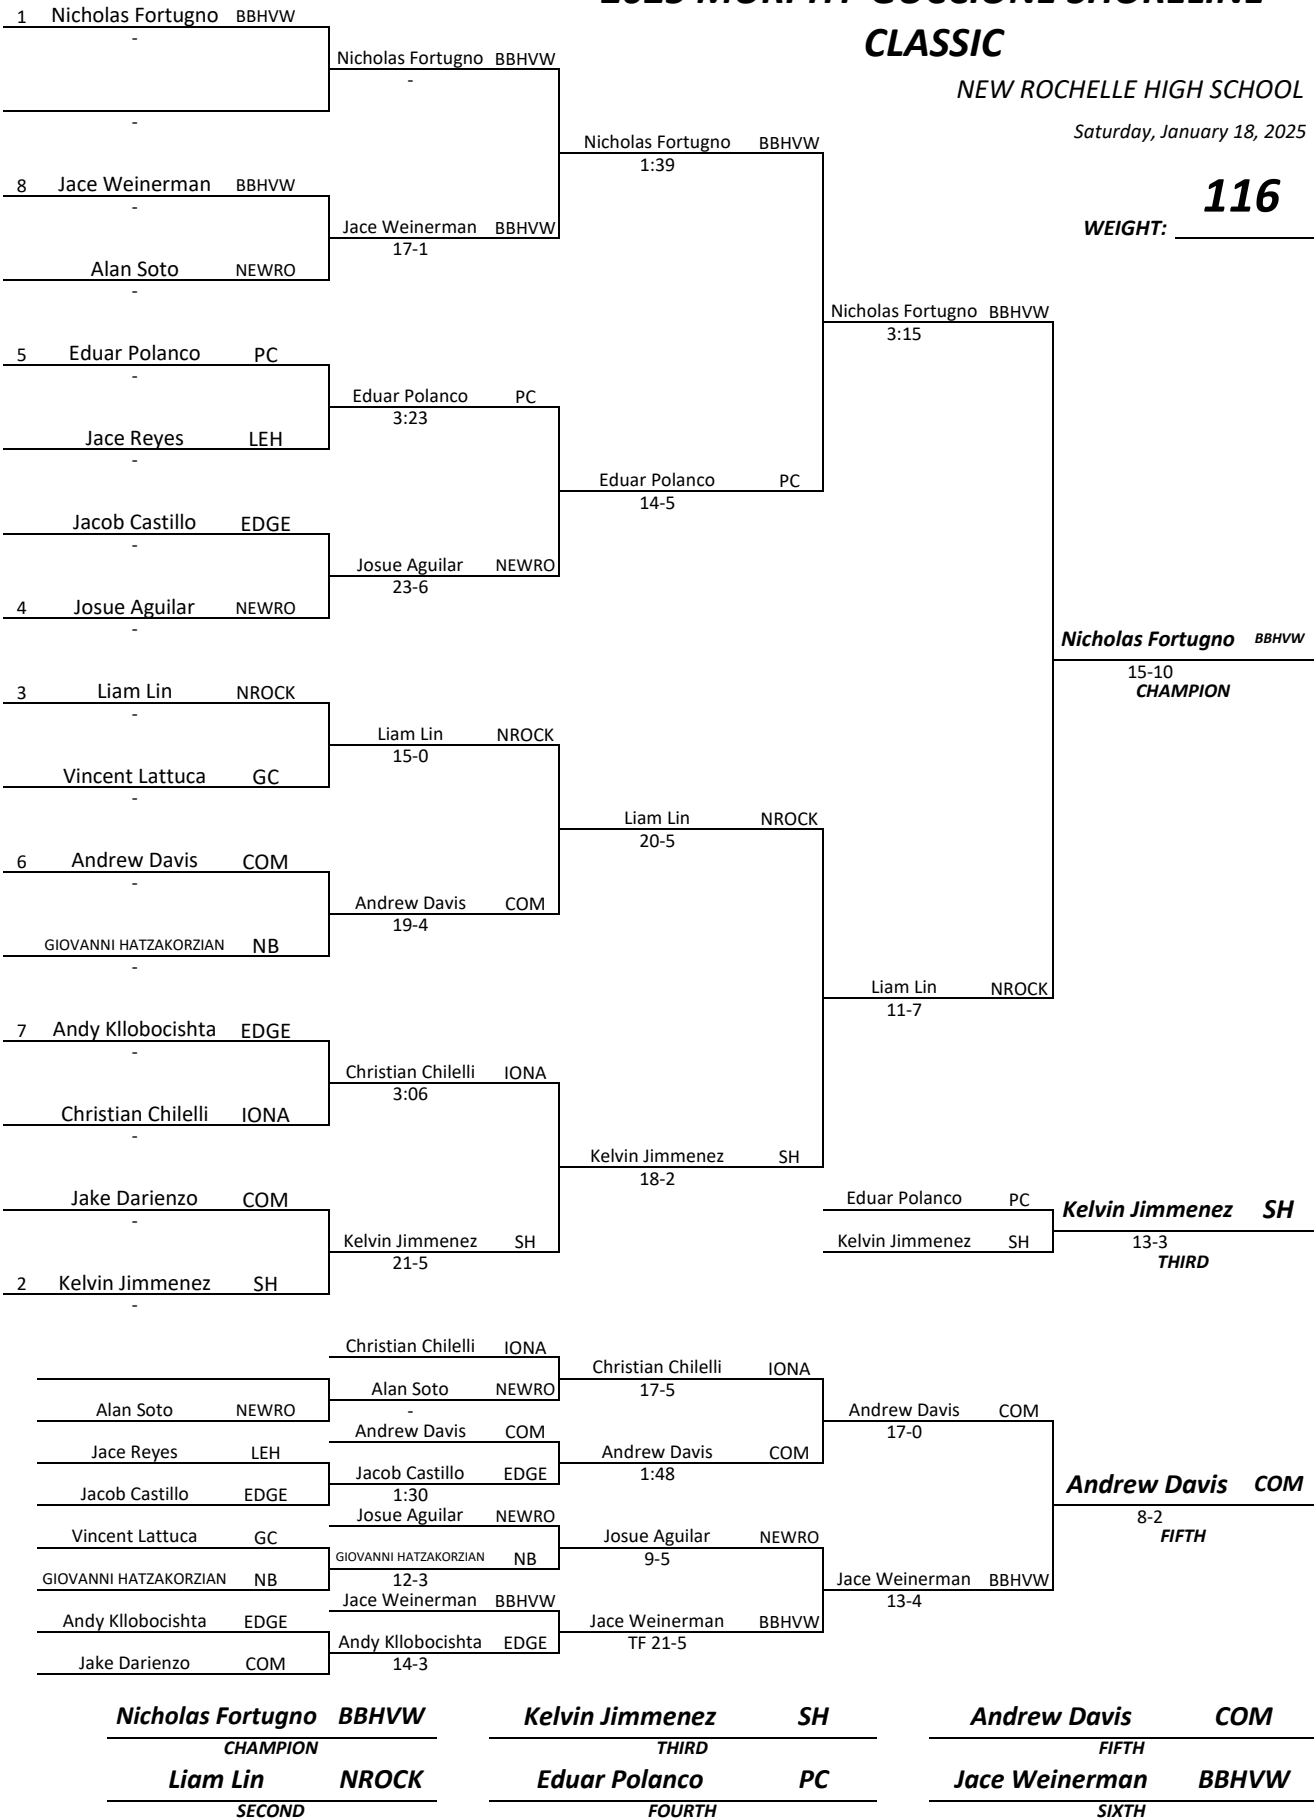 CLASSIC
NEW ROCHELLE HIGH SCHOOL
Saturday, January 18, 2025
116
WEIGHT:
1 Nicholas Fortugno BBHVW
-
-
8 Jace Weinerman BBHVW
-
Alan Soto NEWRO
-
5 Eduar Polanco PC
-
Jace Reyes LEH
-
Jacob Castillo EDGE
-
4 Josue Aguilar NEWRO
-
3 Liam Lin NROCK
-
Vincent Lattuca GC
-
6 Andrew Davis COM
-
GIOVANNI HATZAKORZIAN NB
-
7 Andy Kllobocishta EDGE
-
Christian Chilelli IONA
-
Jake Darienzo COM
-
2 Kelvin Jimmenez SH
-
Nicholas Fortugno BBHVW
-
Jace Weinerman BBHVW
17-1
Eduar Polanco PC
3:23
Josue Aguilar NEWRO
23-6
Liam Lin NROCK
15-0
Andrew Davis COM
19-4
Christian Chilelli IONA
3:06
Kelvin Jimmenez SH
21-5
Nicholas Fortugno BBHVW
1:39
Eduar Polanco PC
14-5
Liam Lin NROCK
20-5
Kelvin Jimmenez SH
18-2
Nicholas Fortugno BBHVW
3:15
Liam Lin NROCK
11-7
Nicholas Fortugno BBHVW
15-10
CHAMPION
Eduar Polanco PC
Kelvin Jimmenez SH
Kelvin Jimmenez SH
13-3
THIRD
Alan Soto NEWRO
Jace Reyes LEH
Jacob Castillo EDGE
Vincent Lattuca GC
GIOVANNI HATZAKORZIAN NB
Andy Kllobocishta EDGE
Jake Darienzo COM
Christian Chilelli IONA
Alan Soto NEWRO
-
Andrew Davis COM
Jacob Castillo EDGE
1:30
Josue Aguilar NEWRO
GIOVANNI HATZAKORZIAN NB
12-3
Jace Weinerman BBHVW
Andy Kllobocishta EDGE
14-3
Christian Chilelli IONA
17-5
Andrew Davis COM
1:48
Josue Aguilar NEWRO
9-5
Jace Weinerman BBHVW
TF 21-5
Andrew Davis COM
17-0
Jace Weinerman BBHVW
13-4
Andrew Davis COM
8-2
FIFTH
Nicholas Fortugno BBHVW
CHAMPION
Kelvin Jimmenez SH
THIRD
Andrew Davis COM
FIFTH
Liam Lin NROCK
SECOND
Eduar Polanco PC
FOURTH
Jace Weinerman BBHVW
SIXTH